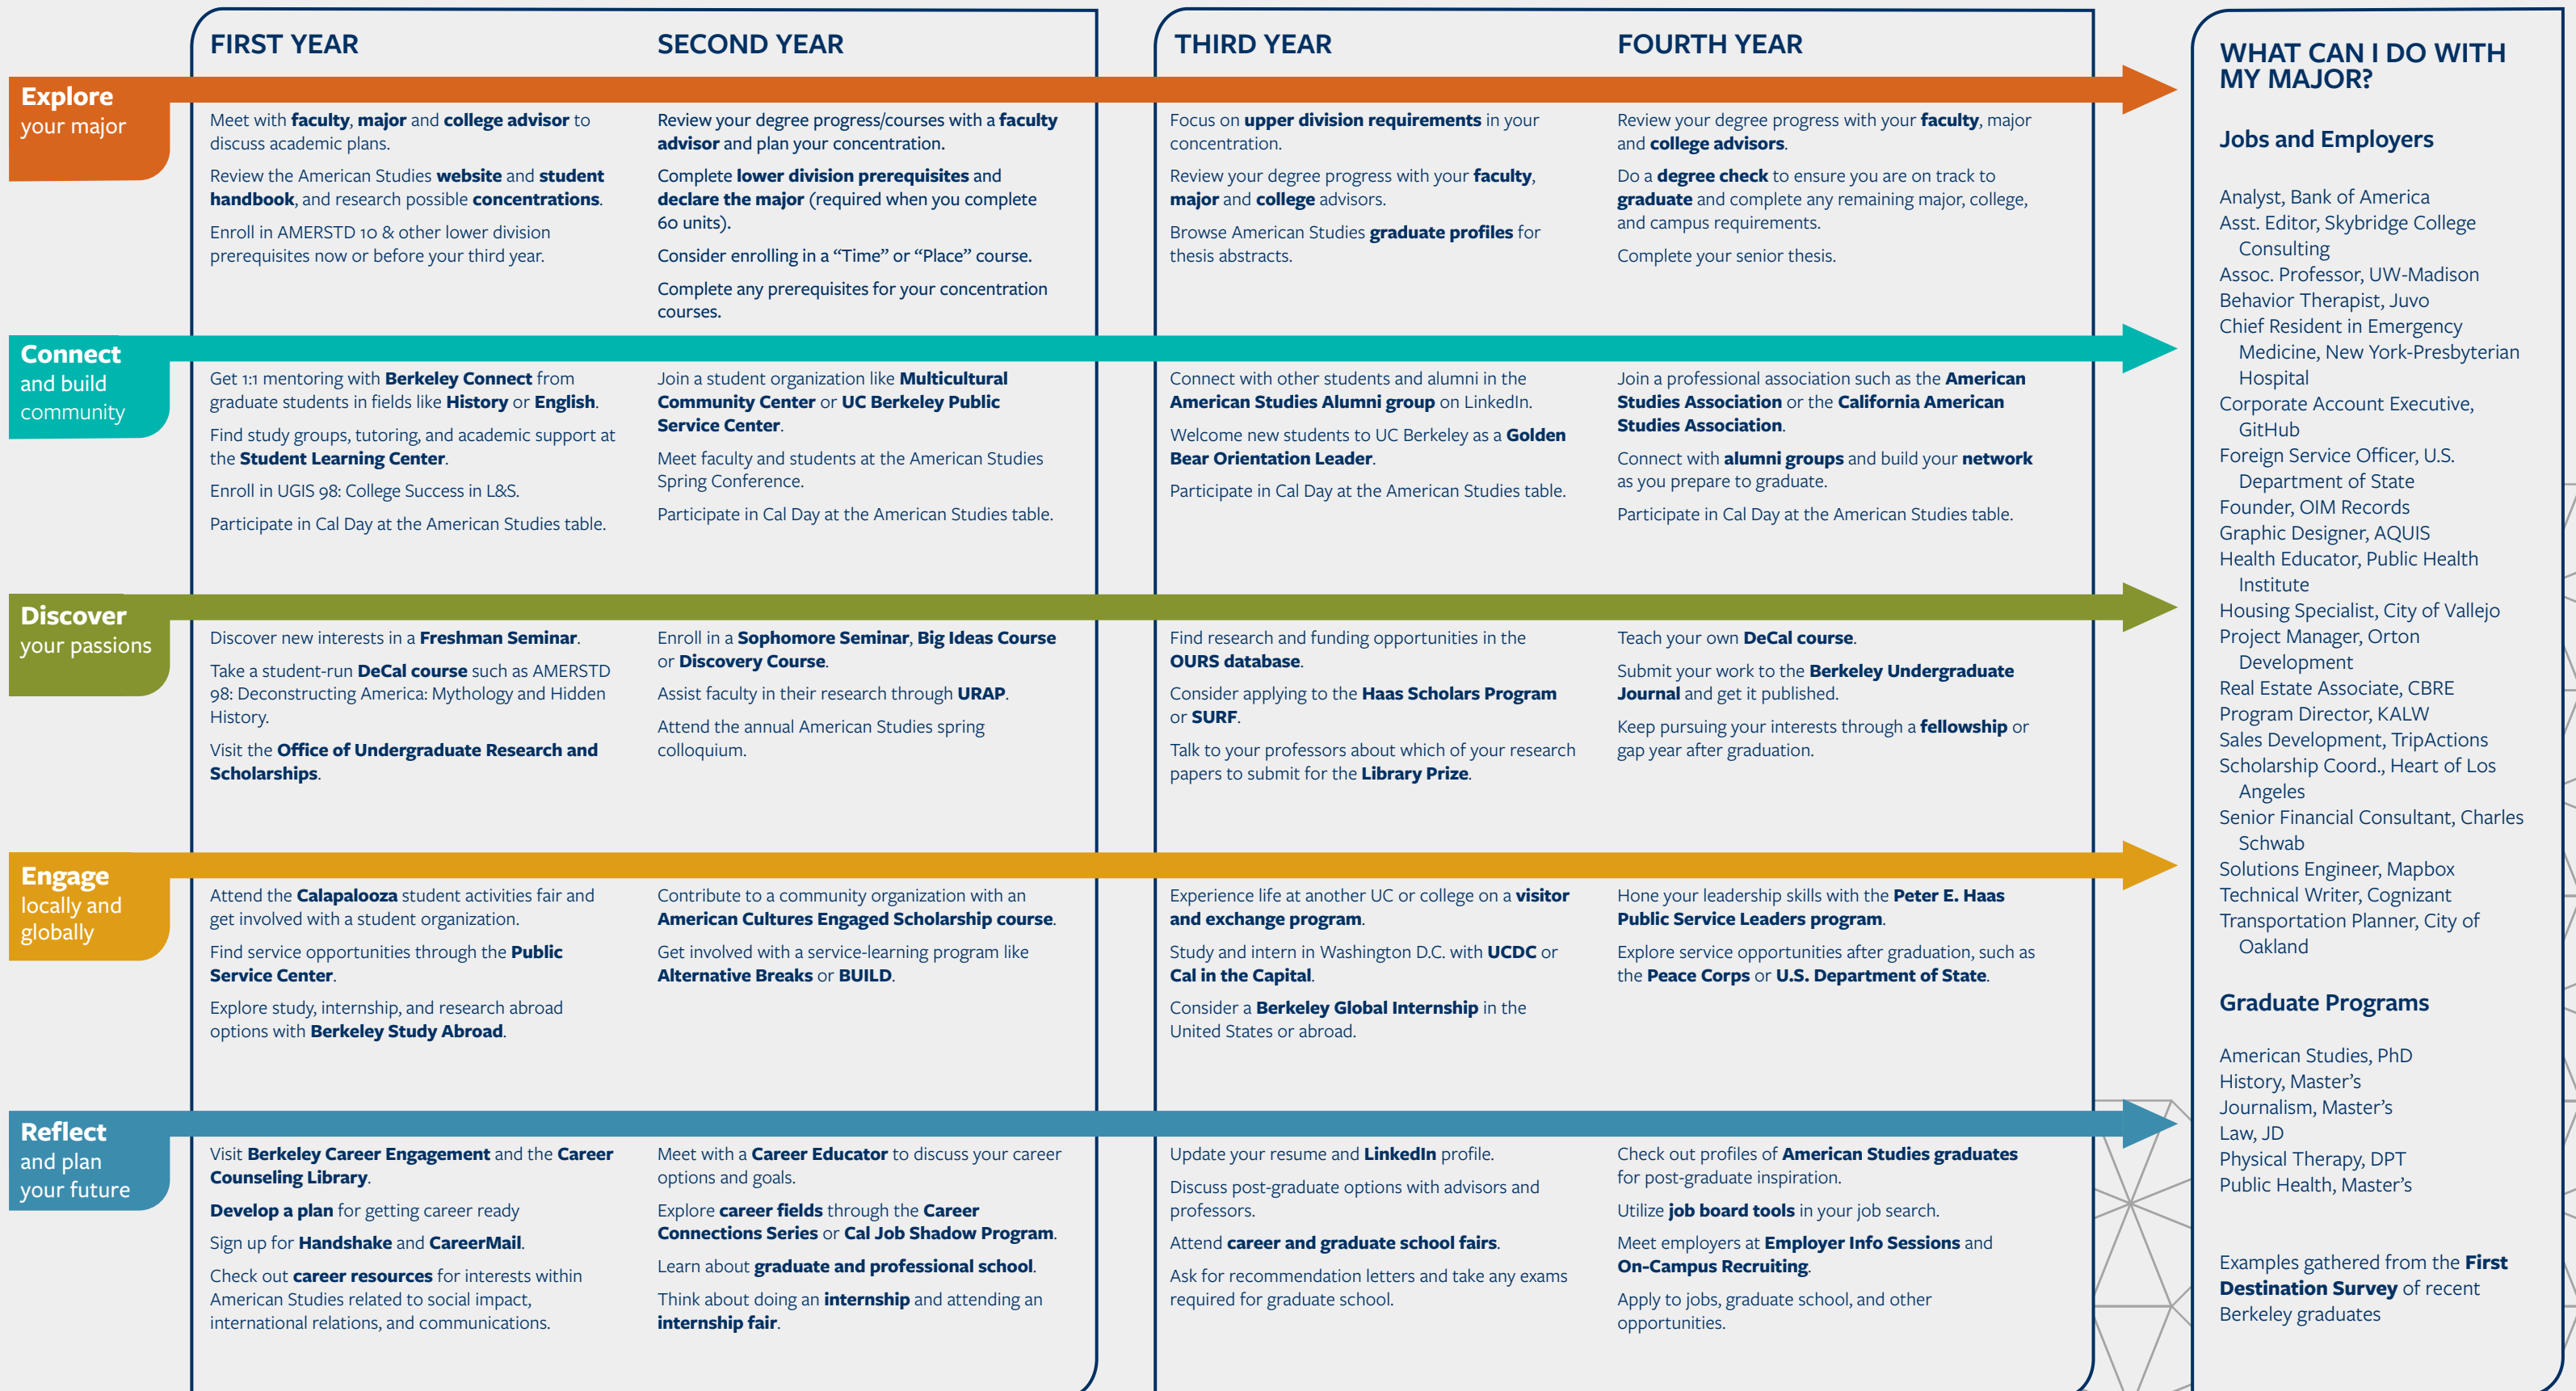 FIRST YEAR
SECOND YEAR
THIRD YEAR
FOURTH YEAR
Explore
your major
Meet with faculty, major and college advisor to
discuss academic plans.
Review the American Studies website and student
handbook, and research possible concentrations.
Enroll in AMERSTD 10 & other lower division
prerequisites now or before your third year.
Review your degree progress/courses with a faculty
advisor and plan your concentration.
Complete lower division prerequisites and
declare the major (required when you complete
60 units).
Consider enrolling in a “Time” or “Place” course.
Complete any prerequisites for your concentration
courses.
Focus on upper division requirements in your
concentration.
Review your degree progress with your faculty,
major and college advisors.
Browse American Studies graduate profiles for
thesis abstracts.
Review your degree progress with your faculty, major
and college advisors.
Do a degree check to ensure you are on track to
graduate and complete any remaining major, college,
and campus requirements.
Complete your senior thesis.
Connect
and build
community
Get 1:1 mentoring with Berkeley Connect from
graduate students in fields like History or English.
Find study groups, tutoring, and academic support at
the Student Learning Center.
Enroll in UGIS 98: College Success in L&S.
Participate in Cal Day at the American Studies table.
Join a student organization like Multicultural
Community Center or UC Berkeley Public
Service Center.
Meet faculty and students at the American Studies
Spring Conference.
Participate in Cal Day at the American Studies table.
Connect with other students and alumni in the
American Studies Alumni group on LinkedIn.
Welcome new students to UC Berkeley as a Golden
Bear Orientation Leader.
Participate in Cal Day at the American Studies table.
Join a professional association such as the American
Studies Association or the California American
Studies Association.
Connect with alumni groups and build your network
as you prepare to graduate.
Participate in Cal Day at the American Studies table.
Discover
your passions
Discover new interests in a Freshman Seminar.
Take a student-run DeCal course such as AMERSTD
98: Deconstructing America: Mythology and Hidden
History.
Visit the Office of Undergraduate Research and
Scholarships.
Enroll in a Sophomore Seminar, Big Ideas Course
or Discovery Course.
Assist faculty in their research through URAP.
Attend the annual American Studies spring
colloquium.
Find research and funding opportunities in the
OURS database.
Consider applying to the Haas Scholars Program
or SURF.
Talk to your professors about which of your research
papers to submit for the Library Prize.
Teach your own DeCal course.
Submit your work to the Berkeley Undergraduate
Journal and get it published.
Keep pursuing your interests through a fellowship or
gap year after graduation.
Engage
locally and
globally
Attend the Calapalooza student activities fair and
get involved with a student organization.
Find service opportunities through the Public
Service Center.
Explore study, internship, and research abroad
options with Berkeley Study Abroad.
Contribute to a community organization with an
American Cultures Engaged Scholarship course.
Get involved with a service-learning program like
Alternative Breaks or BUILD.
Experience life at another UC or college on a visitor
and exchange program.
Study and intern in Washington D.C. with UCDC or
Cal in the Capital.
Consider a Berkeley Global Internship in the
United States or abroad.
Hone your leadership skills with the Peter E. Haas
Public Service Leaders program.
Explore service opportunities after graduation, such as
the Peace Corps or U.S. Department of State.
Reflect
and plan
your future
Visit Berkeley Career Engagement and the Career
Counseling Library.
Develop a plan for getting career ready
Sign up for Handshake and CareerMail.
Check out career resources for interests within
American Studies related to social impact,
international relations, and communications.
Meet with a Career Educator to discuss your career
options and goals.
Explore career fields through the Career
Connections Series or Cal Job Shadow Program.
Learn about graduate and professional school.
Think about doing an internship and attending an
internship fair.
Update your resume and LinkedIn profile.
Discuss post-graduate options with advisors and
professors.
Attend career and graduate school fairs.
Ask for recommendation letters and take any exams
required for graduate school.
Check out profiles of American Studies graduates
for post-graduate inspiration.
Utilize job board tools in your job search.
Meet employers at Employer Info Sessions and
On-Campus Recruiting.
Apply to jobs, graduate school, and other
opportunities.
WHAT CAN I DO WITH
MY MAJOR?
Jobs and Employers
Analyst, Bank of America
Asst. Editor, Skybridge College
Consulting
Assoc. Professor, UW-Madison
Behavior Therapist, Juvo
Chief Resident in Emergency
Medicine, New York-Presbyterian
Hospital
Corporate Account Executive,
GitHub
Foreign Service Officer, U.S.
Department of State
Founder, OIM Records
Graphic Designer, AQUIS
Health Educator, Public Health
Institute
Housing Specialist, City of Vallejo
Project Manager, Orton
Development
Real Estate Associate, CBRE
Program Director, KALW
Sales Development, TripActions
Scholarship Coord., Heart of Los
Angeles
Senior Financial Consultant, Charles
Schwab
Solutions Engineer, Mapbox
Technical Writer, Cognizant
Transportation Planner, City of
Oakland
Graduate Programs
American Studies, PhD
History, Master’s
Journalism, Master’s
Law, JD
Physical Therapy, DPT
Public Health, Master’s
Examples gathered from the First
Destination Survey of recent
Berkeley graduates